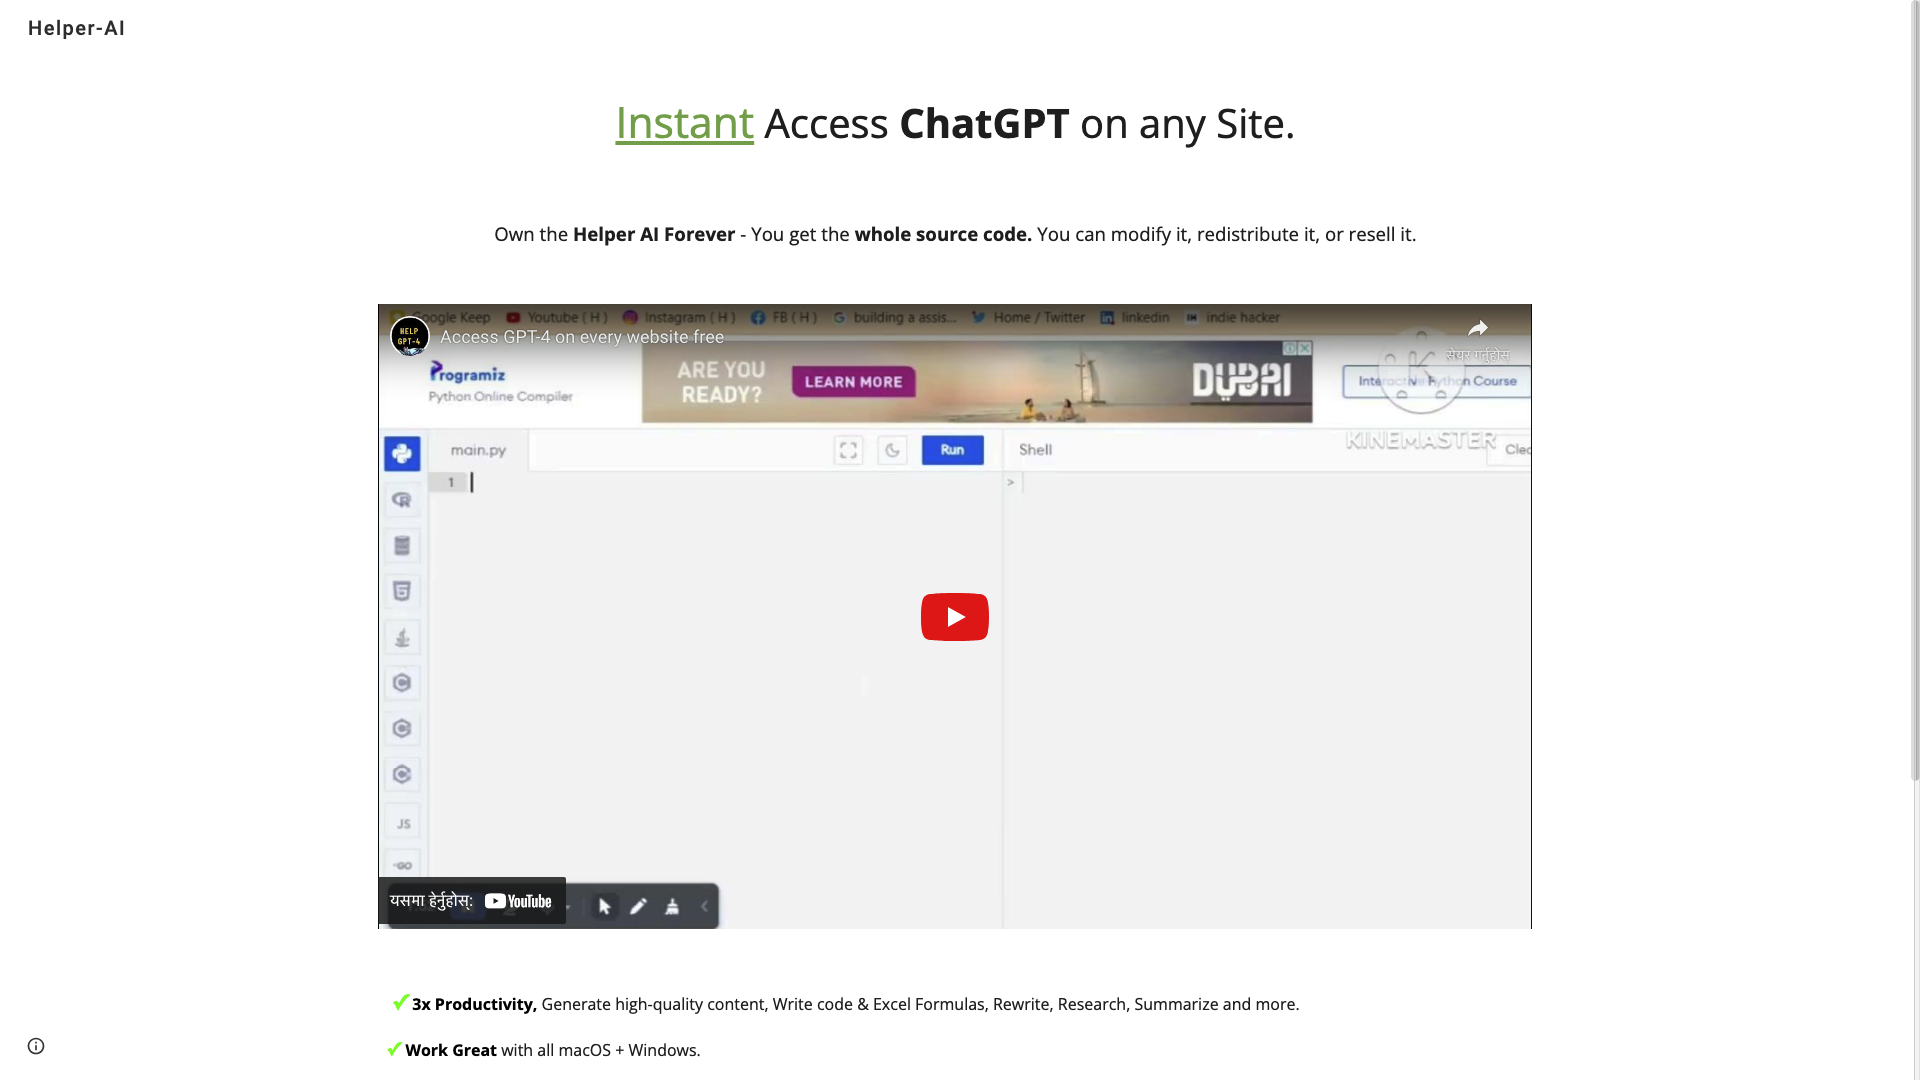 Helper-AI
Instant Access ChatGPT on any Site.
Own the Helper AI Forever - You get the whole source code. You can modify it, redistribute it, or resell it.
Google Keep Youtube ( H ) Instagram ( H ) FB ( H ) building a assis... Home / Twitter linkedin indie hacker
HELP
GPT-4
Access GPT-4 on every website free
सेयर गर्नुहोस्
Programiz
Python Online Compiler
ARE YOU
READY?
LEARN MORE
DUBAI
Interactive Python Course
KINEMASTER
main.py
Run
Shell
1
>
JS
GO
यसमा हेर्नुहोस्: YouTube
✓3x Productivity, Generate high-quality content, Write code & Excel Formulas, Rewrite, Research, Summarize and more.
✓Work Great with all macOS + Windows.